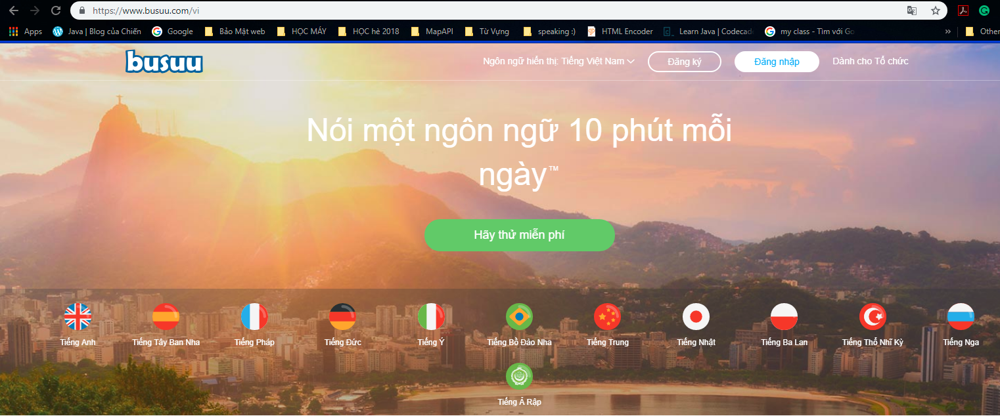 https://www.busuu.com/vi
Apps Java | Blog của Chiến Google Bảo Mật web HỌC MÁY HỌC hè 2018 MapAPI Từ Vựng speaking :) HTML Encoder Learn Java | Codecad my class - Tìm với Go » Other
busuu Ngôn ngữ hiển thị: Tiếng Việt Nam Đăng ký Đăng nhập Dành cho Tổ chức
Nói một ngôn ngữ 10 phút mỗi
ngày™
Hãy thử miễn phí
Tiếng Anh Tiếng Tây Ban Nha Tiếng Pháp Tiếng Đức Tiếng Ý Tiếng Bồ Đào Nha Tiếng Trung Tiếng Nhật Tiếng Ba Lan Tiếng Thổ Nhĩ Kỳ Tiếng Nga
Tiếng Ả Rập